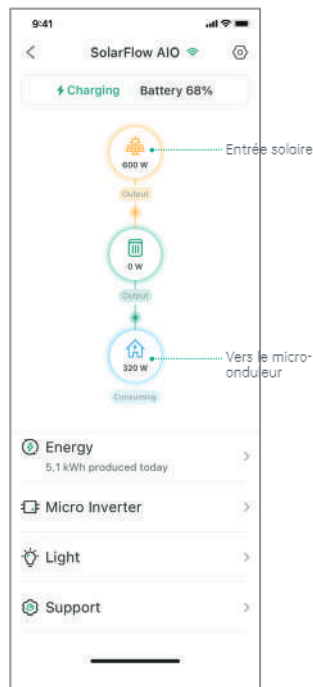 9:41
SolarFlow AIO
Charging Battery 68%
600 W
Entrée solaire
Output
0 W
Output
320 W
Vers le micro-
onduleur
Consuming
Energy
5.1 kWh produced today
Micro Inverter
Light
Support